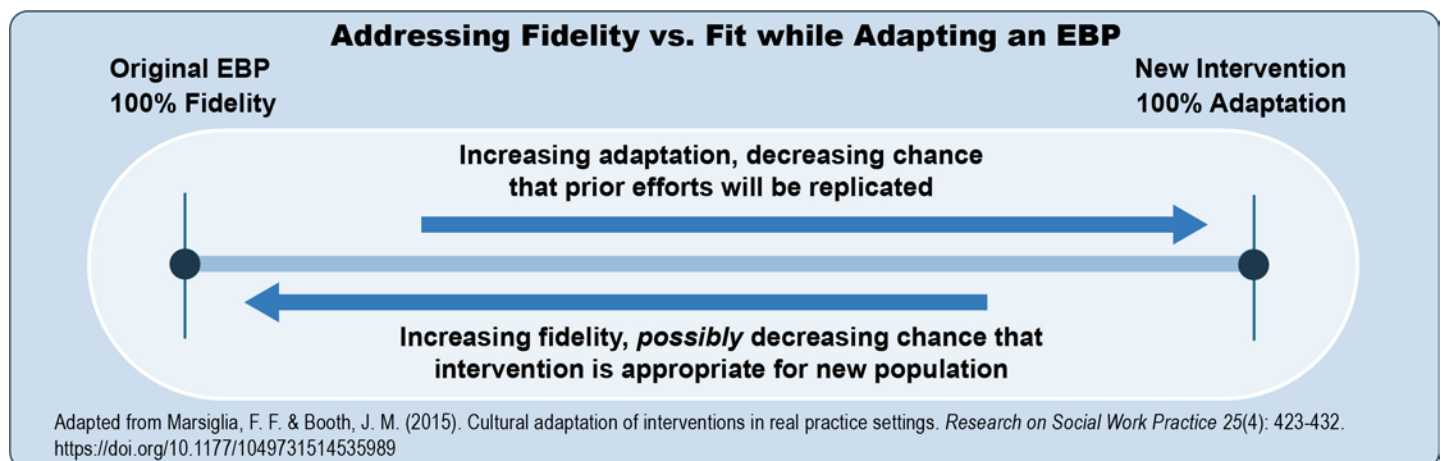 Addressing Fidelity vs. Fit while Adapting an EBP
Original EBP
100% Fidelity
New Intervention
100% Adaptation
Increasing adaptation, decreasing chance
that prior efforts will be replicated
Increasing fidelity, possibly decreasing chance that
intervention is appropriate for new population
Adapted from Marsiglia, F. F. & Booth, J. M. (2015). Cultural adaptation of interventions in real practice settings. Research on Social Work Practice 25(4): 423-432.
https://doi.org/10.1177/1049731514535989